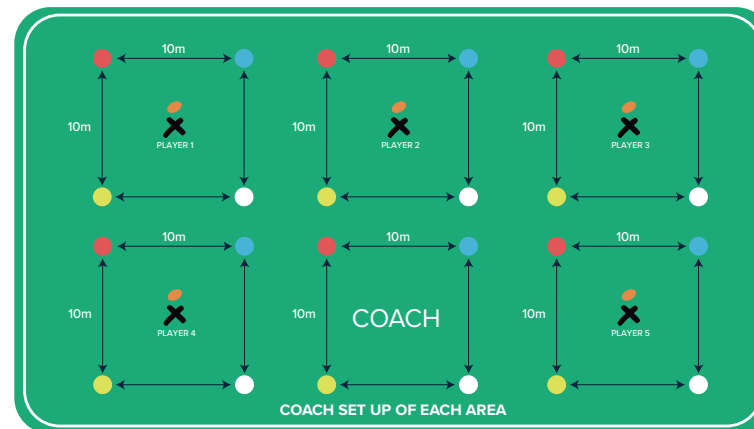 10m
10m
10m
10m
PLAYER 1
10m
PLAYER 2
10m
PLAYER 3
10m
10m
10m
10m
PLAYER 4
10m
COACH
10m
PLAYER 5
COACH SET UP OF EACH AREA